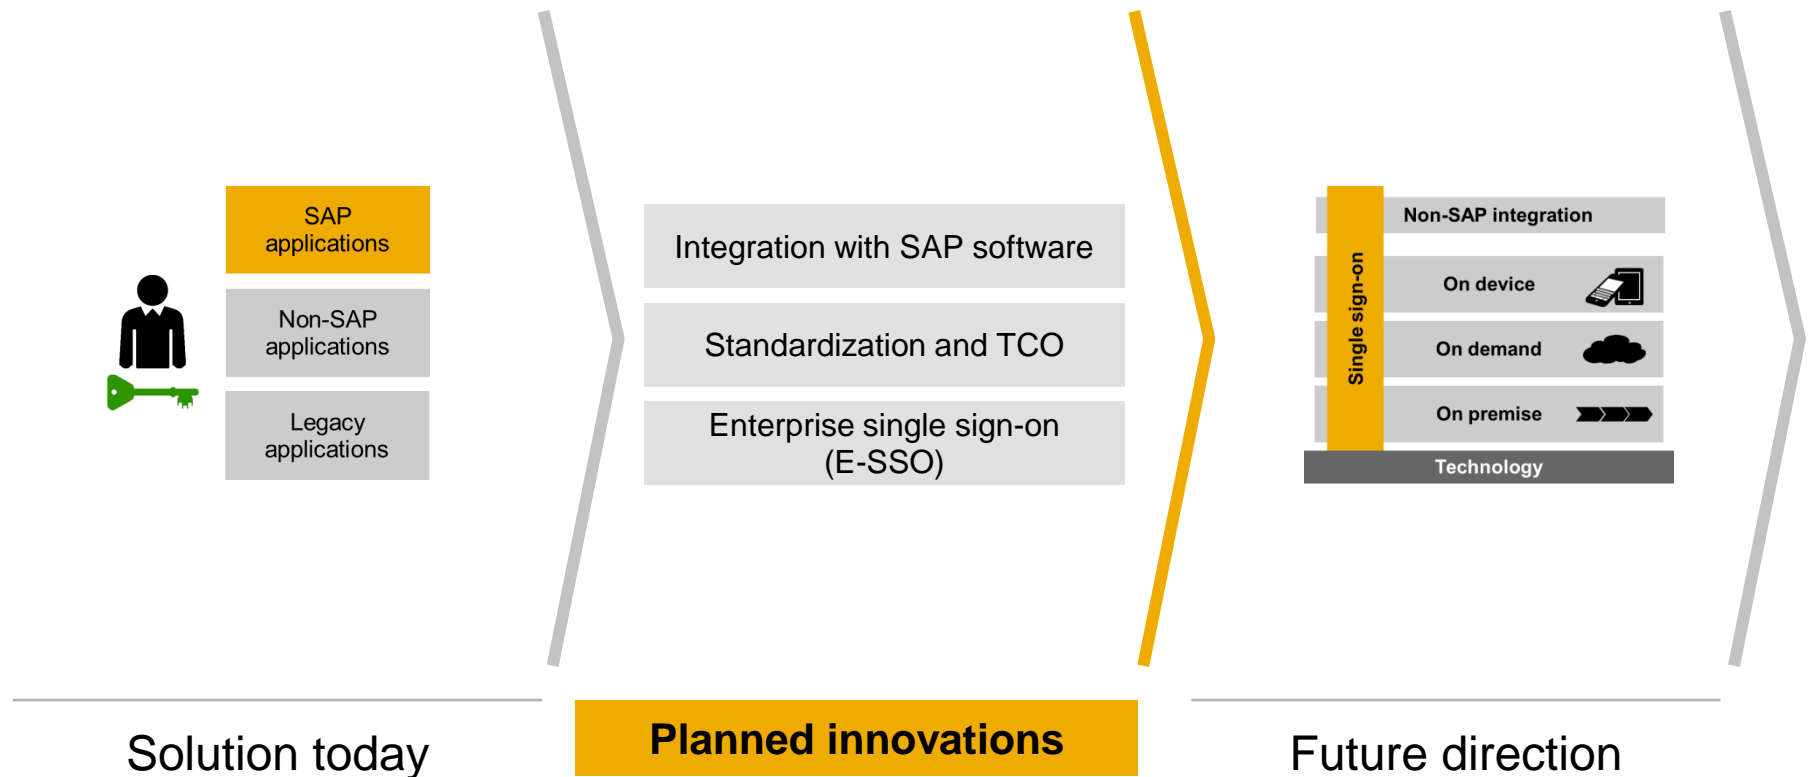 SAP
applications
Non-SAP
applications
Legacy
applications
Integration with SAP software
Standardization and TCO
Enterprise single sign-on
(E-SSO)
Single sign-on
Non-SAP integration
On device
On demand
On premise
Technology
Solution today
Planned innovations
Future direction